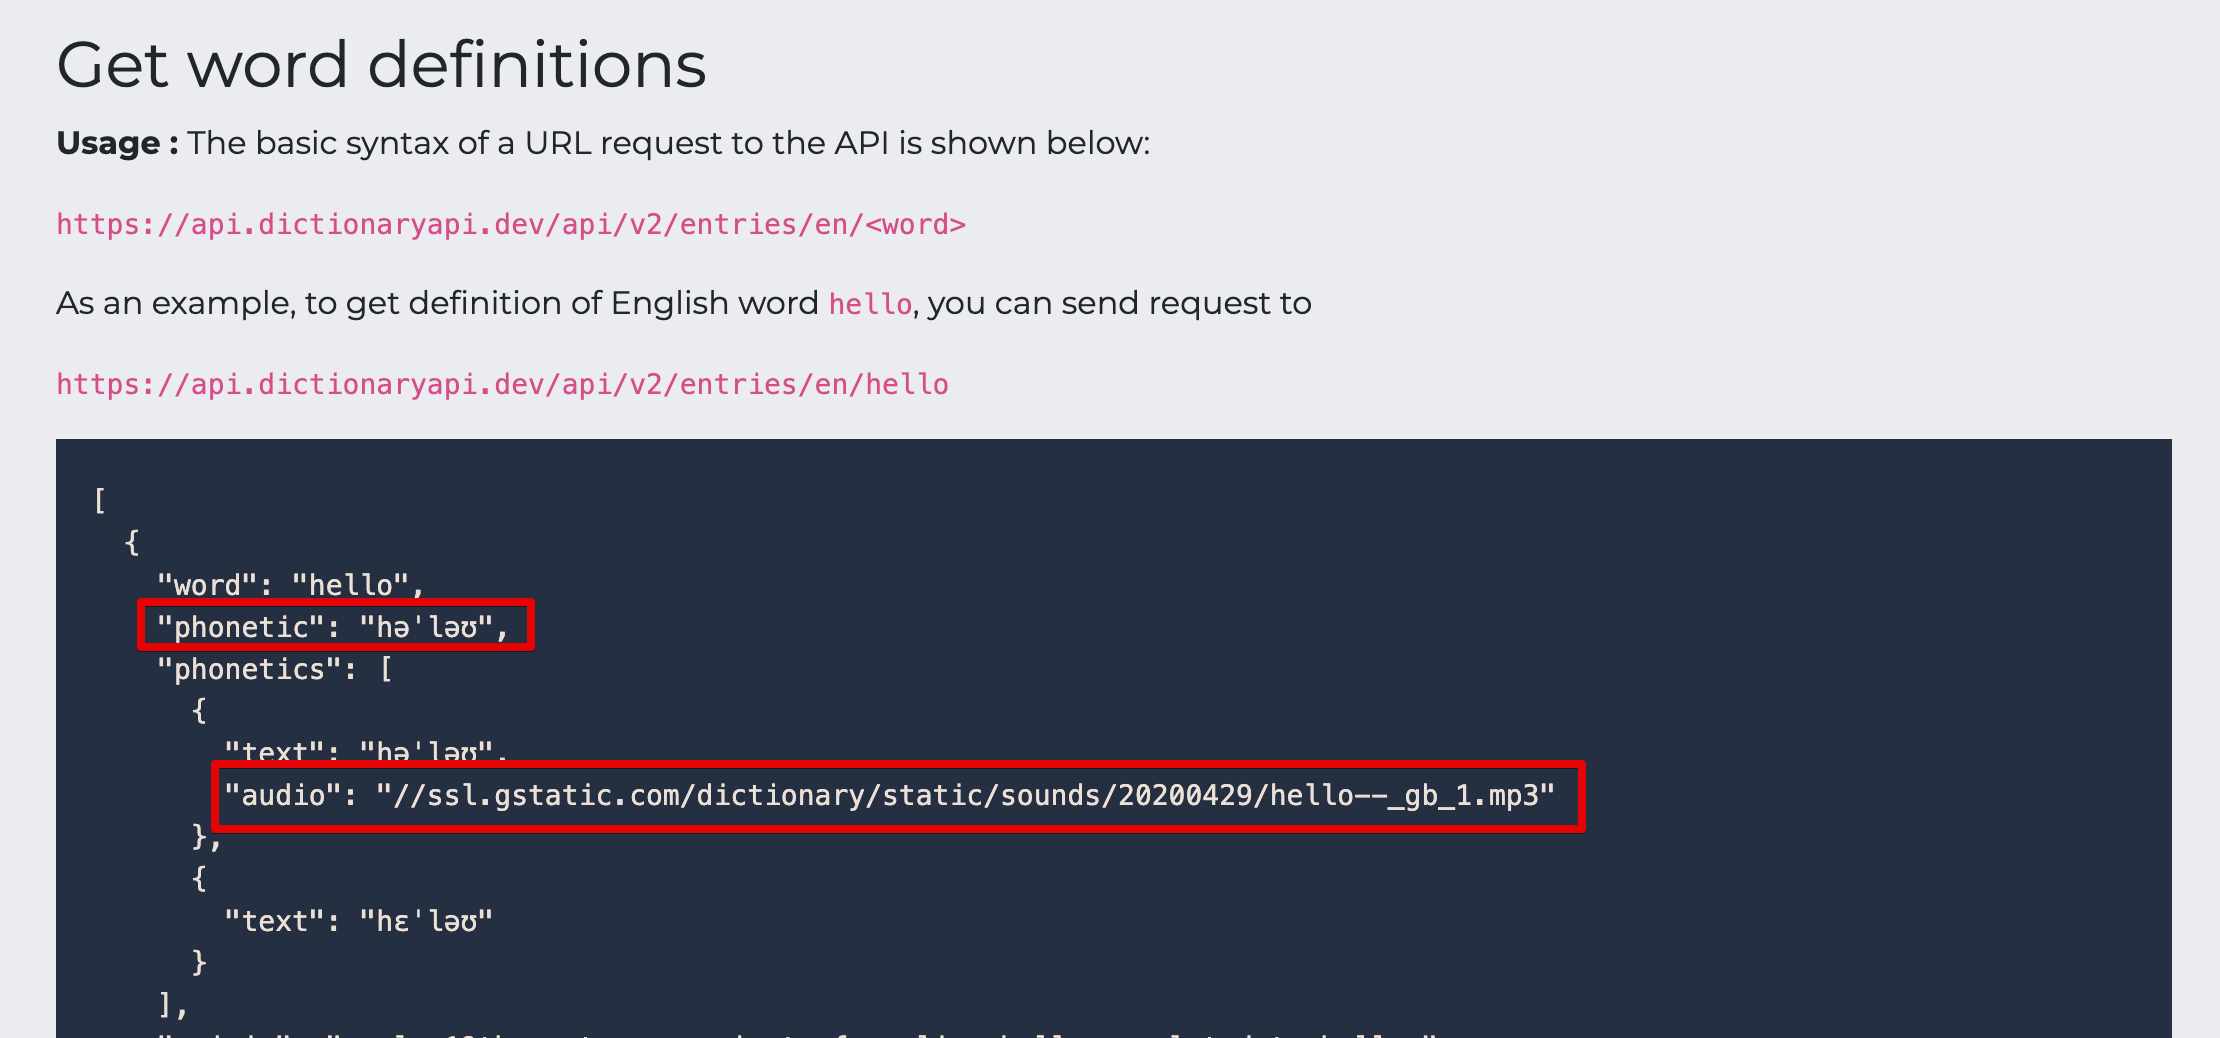 Get word definitions
Usage : The basic syntax of a URL request to the API is shown below:
https://api.dictionaryapi.dev/api/v2/entries/en/<word>
As an example, to get definition of English word hello, you can send request to
https://api.dictionaryapi.dev/api/v2/entries/en/hello
[
{
"word": "hello",
"phonetic": "həˈləʊ",
"phonetics": [
{
"text": "həˈləʊ",
"audio": "//ssl.gstatic.com/dictionary/static/sounds/20200429/hello--_gb_1.mp3"
},
{
"text": "hɛˈləʊ"
}
],